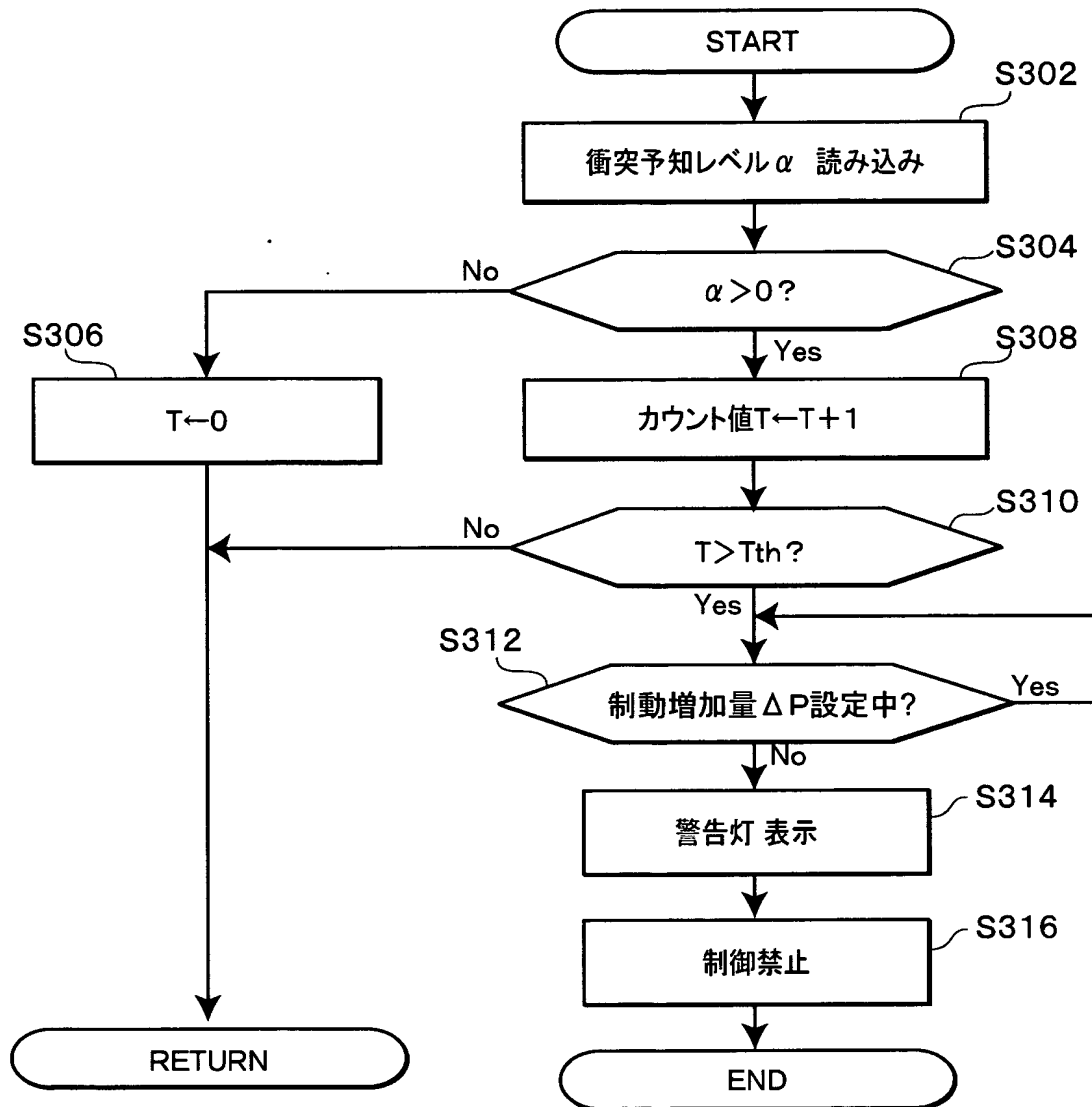 START
S302
衝突予知レベルα 読み込み
S304
No
α>0?
Yes
S306
S308
T←0
カウント値T←T+1
S310
No
T>Tth?
Yes
S312
制動増加量ΔP設定中?
Yes
No
S314
警告灯 表示
S316
制御禁止
RETURN
END